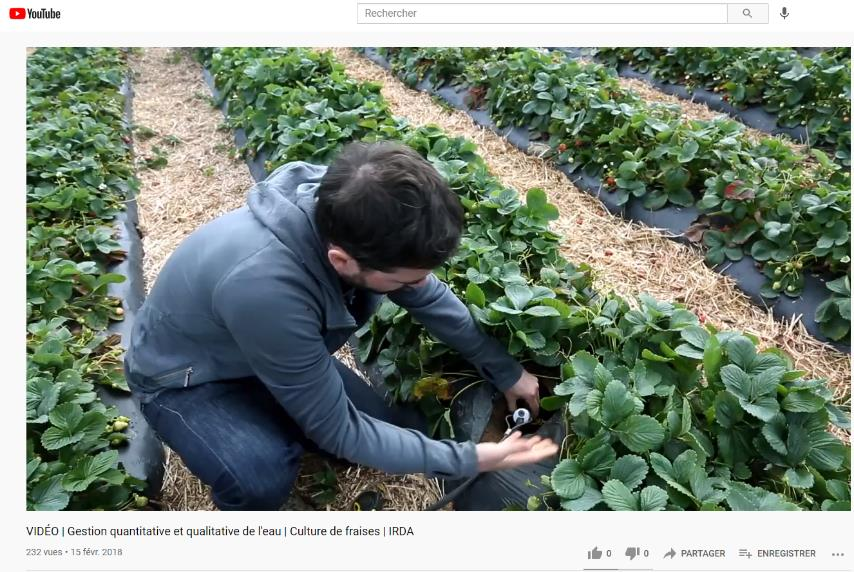 YouTube
Rechercher
VIDÉO | Gestion quantitative et qualitative de l'eau | Culture de fraises | IRDA
232 vues • 15 févr. 2018
0 0 PARTAGER ENREGISTRER ...